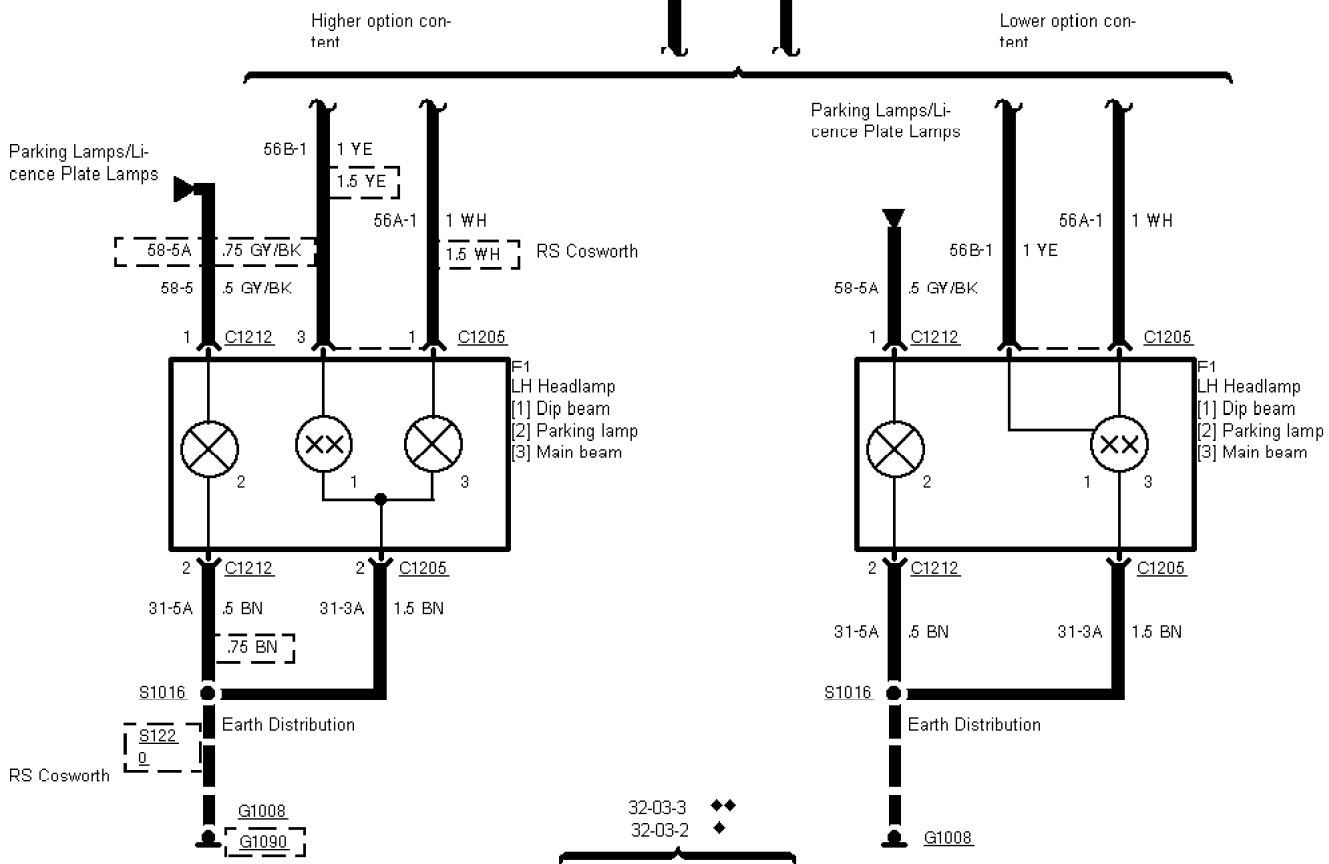 Higher option con-
tent
Lower option con-
tent
Parking Lamps/Li-
cence Plate Lamps
56B-1
1 YE
1.5 YE
56A-1
1 WH
1.5 WH
RS Cosworth
58-5A
.75 GY/BK
58-5
.5 GY/BK
1
C1212
3
1
C1205
F1
LH Headlamp
[1] Dip beam
[2] Parking lamp
[3] Main beam
2
1
3
2
C1212
2
C1205
31-5A
.5 BN
31-3A
1.5 BN
.75 BN
S1016
Earth Distribution
S122
0
RS Cosworth
G1008
G1090
Parking Lamps/Li-
cence Plate Lamps
56A-1
1 WH
56B-1
1 YE
58-5A
.5 GY/BK
1
C1212
C1205
F1
LH Headlamp
[1] Dip beam
[2] Parking lamp
[3] Main beam
2
1
3
2
C1212
C1205
31-5A
.5 BN
31-3A
1.5 BN
S1016
Earth Distribution
G1008
32-03-3
32-03-2